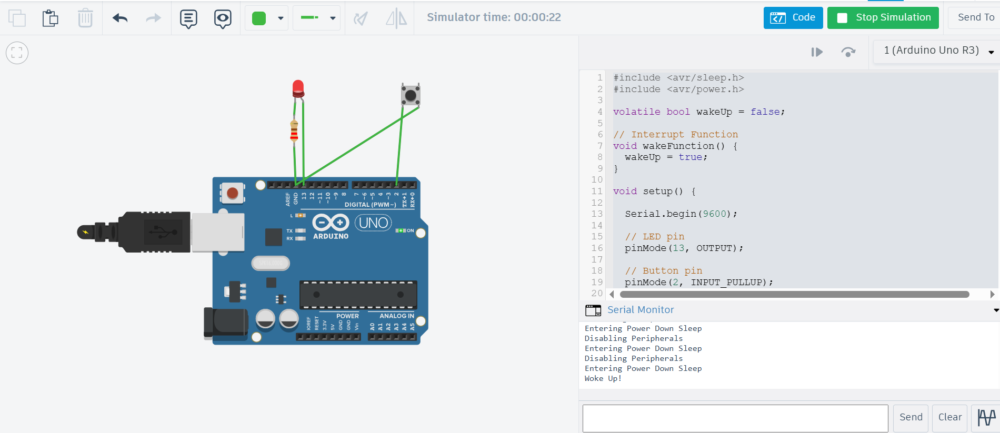 Simulator time: 00:00:22
Code
Stop Simulation
Send To
1 (Arduino Uno R3)
1 #include <avr/sleep.h>
2 #include <avr/power.h>
3
4 volatile bool wakeUp = false;
5
6 // Interrupt Function
7 void wakeFunction() {
8 wakeUp = true;
9 }
10
11 void setup() {
12
13 Serial.begin(9600);
14
15 // LED pin
16 pinMode(13, OUTPUT);
17
18 // Button pin
19 pinMode(2, INPUT_PULLUP);
20
AREF GND 13 12 ~11 ~10 ~9 8 7 ~6 ~5 4 ~3 2 TX→1 RX←0
DIGITAL (PWM~)
L
TX
RX
ARDUINO
UNO
ON
POWER
ANALOG IN
IOREF RESET 3.3V 5V GND GND Vin A0 A1 A2 A3 A4 A5
Serial Monitor
Entering Power Down Sleep
Disabling Peripherals
Entering Power Down Sleep
Disabling Peripherals
Entering Power Down Sleep
Woke Up!
Send
Clear